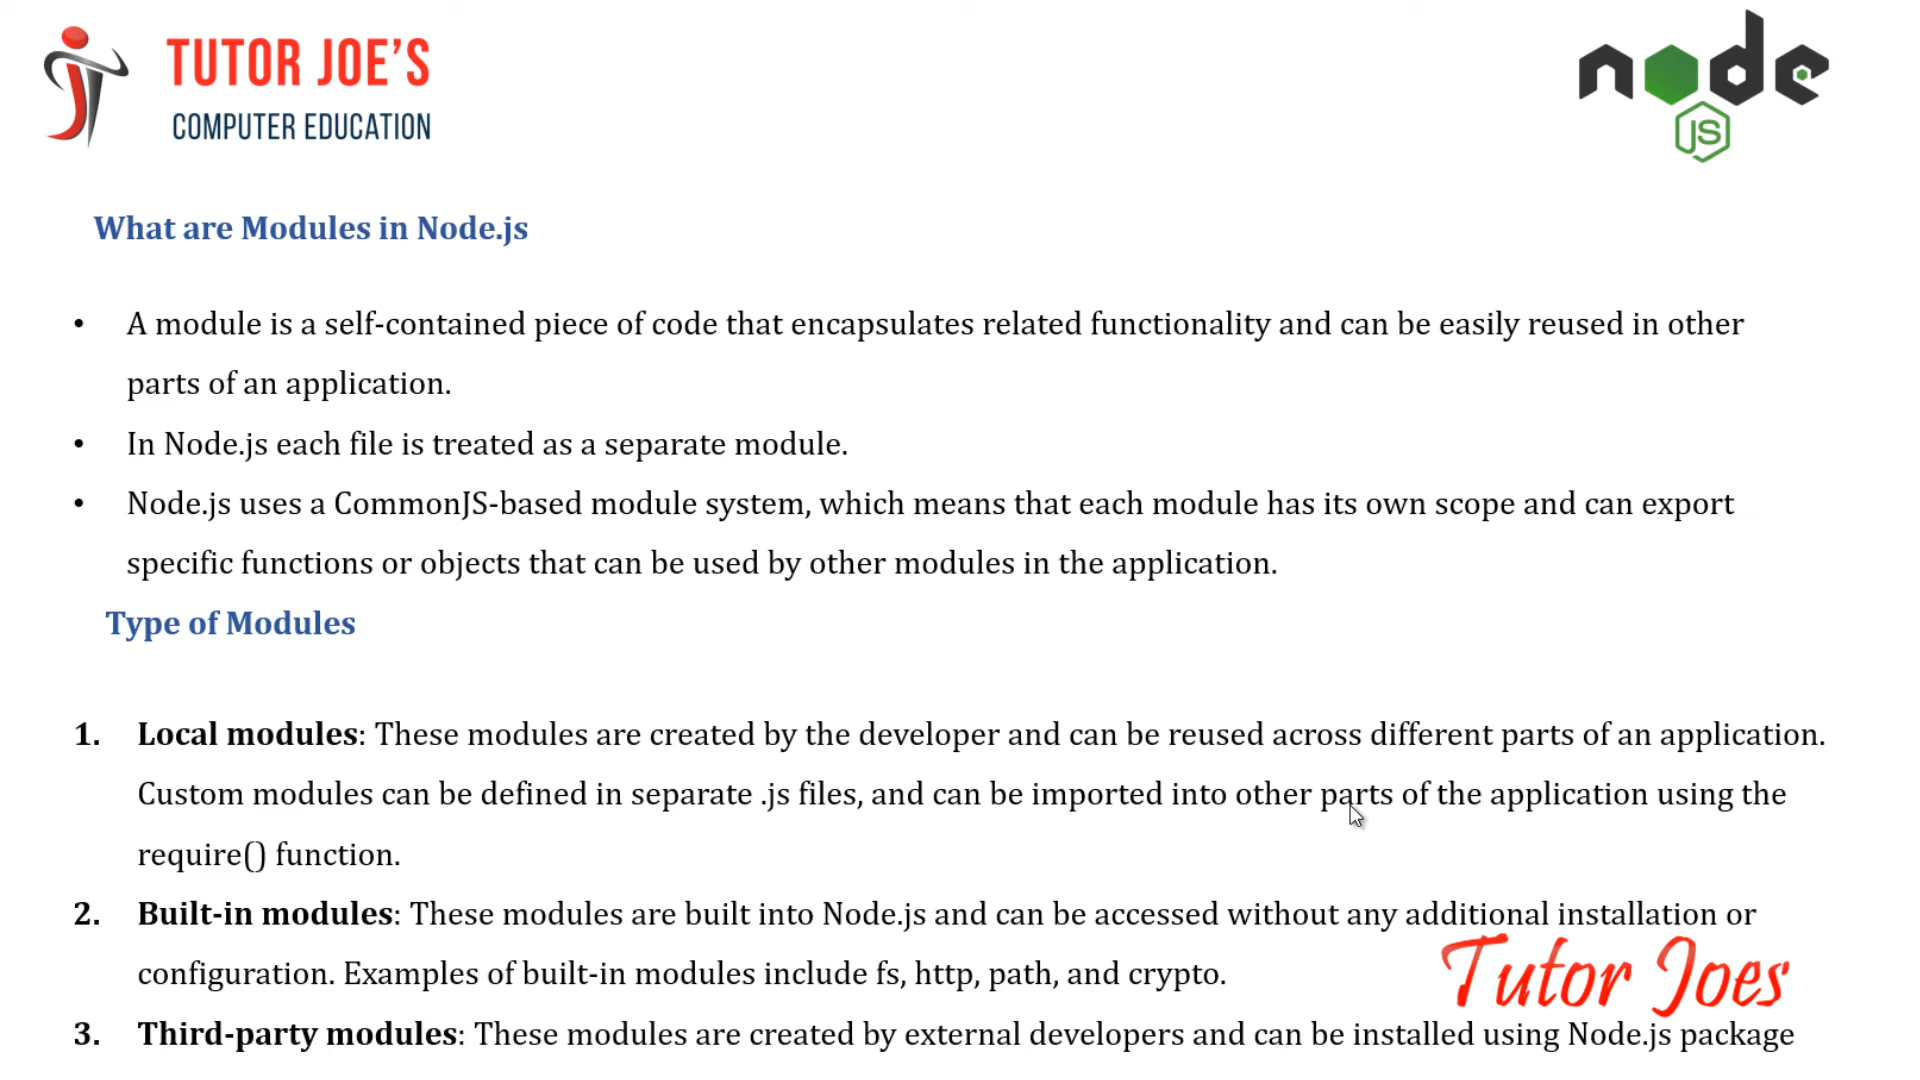 TUTOR JOE'S
COMPUTER EDUCATION
node
JS
What are Modules in Node.js
• A module is a self-contained piece of code that encapsulates related functionality and can be easily reused in other
parts of an application.
• In Node.js each file is treated as a separate module.
• Node.js uses a CommonJS-based module system, which means that each module has its own scope and can export
specific functions or objects that can be used by other modules in the application.
Type of Modules
1. Local modules: These modules are created by the developer and can be reused across different parts of an application.
Custom modules can be defined in separate .js files, and can be imported into other parts of the application using the
require() function.
2. Built-in modules: These modules are built into Node.js and can be accessed without any additional installation or
configuration. Examples of built-in modules include fs, http, path, and crypto.
Tutor Joes
3. Third-party modules: These modules are created by external developers and can be installed using Node.js package